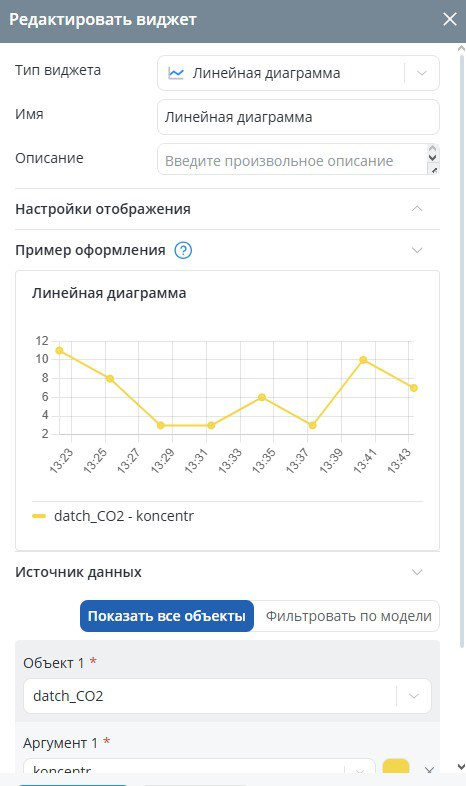 Редактировать виджет
Тип виджета
Линейная диаграмма
Имя
Линейная диаграмма
Описание
Введите произвольное описание
Настройки отображения
Пример оформления ?
Линейная диаграмма
12
10
8
6
4
2
13:23 13:25 13:27 13:29 13:31 13:33 13:35 13:37 13:39 13:41 13:43
datch_CO2 - koncentr
Источник данных
Показать все объекты Фильтровать по модели
Объект 1 *
datch_CO2
Аргумент 1 *
koncentr